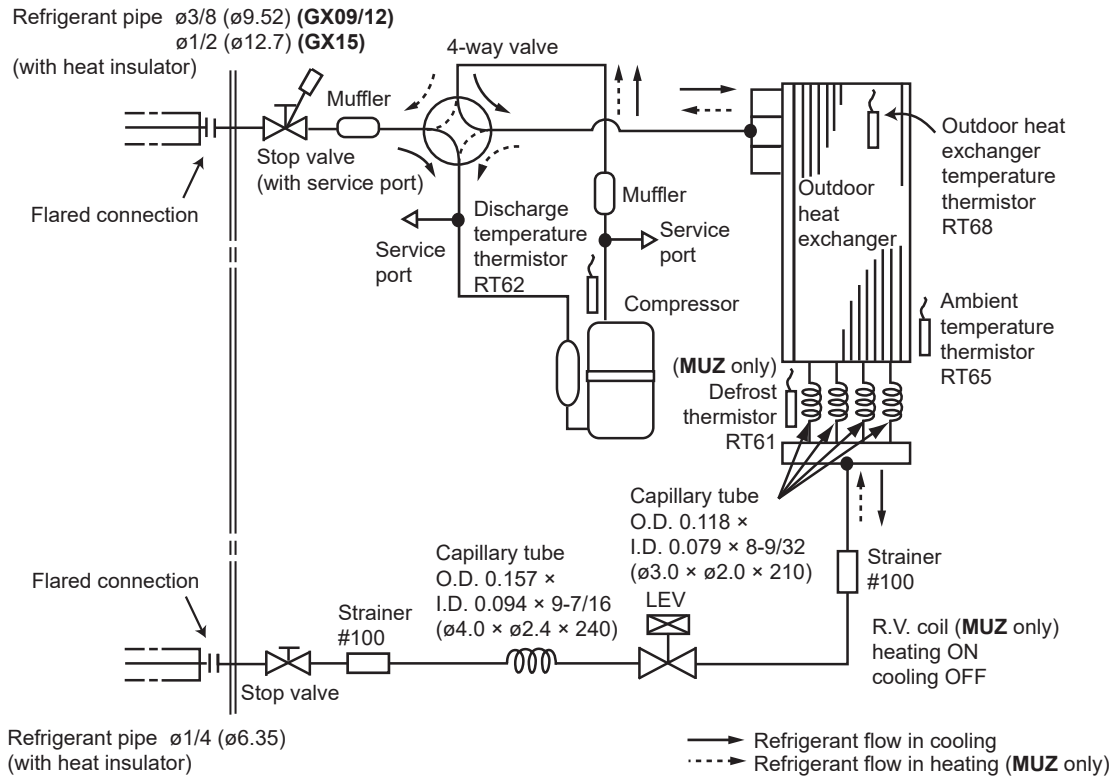 Refrigerant pipe ø3/8 (ø9.52) (GX09/12)
ø1/2 (ø12.7) (GX15)
(with heat insulator)
4-way valve
Muffler
Stop valve
(with service port)
Flared connection
Service
port
Discharge
temperature
thermistor
RT62
Muffler
Service
port
Compressor
Outdoor
heat
exchanger
Outdoor heat
exchanger
temperature
thermistor
RT68
Ambient
temperature
thermistor
RT65
(MUZ only)
Defrost
thermistor
RT61
Capillary tube
O.D. 0.118 ×
I.D. 0.079 × 8-9/32
(ø3.0 × ø2.0 × 210)
Capillary tube
O.D. 0.157 ×
I.D. 0.094 × 9-7/16
(ø4.0 × ø2.4 × 240)
LEV
Strainer
#100
Flared connection
Strainer
#100
Stop valve
R.V. coil (MUZ only)
heating ON
cooling OFF
Refrigerant pipe ø1/4 (ø6.35)
(with heat insulator)
Refrigerant flow in cooling
Refrigerant flow in heating (MUZ only)